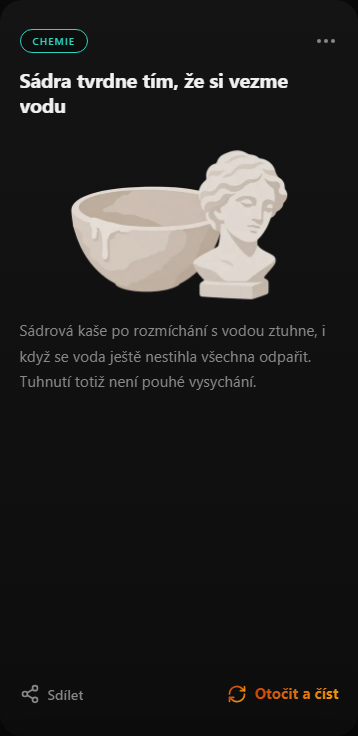 CHEMIE
Sádra tvrdne tím, že si vezme
vodu
Sádrová kaše po rozmíchání s vodou ztuhne, i
když se voda ještě nestihla všechna odpařit.
Tuhnutí totiž není pouhé vysychání.
Sdílet
Otočit a číst